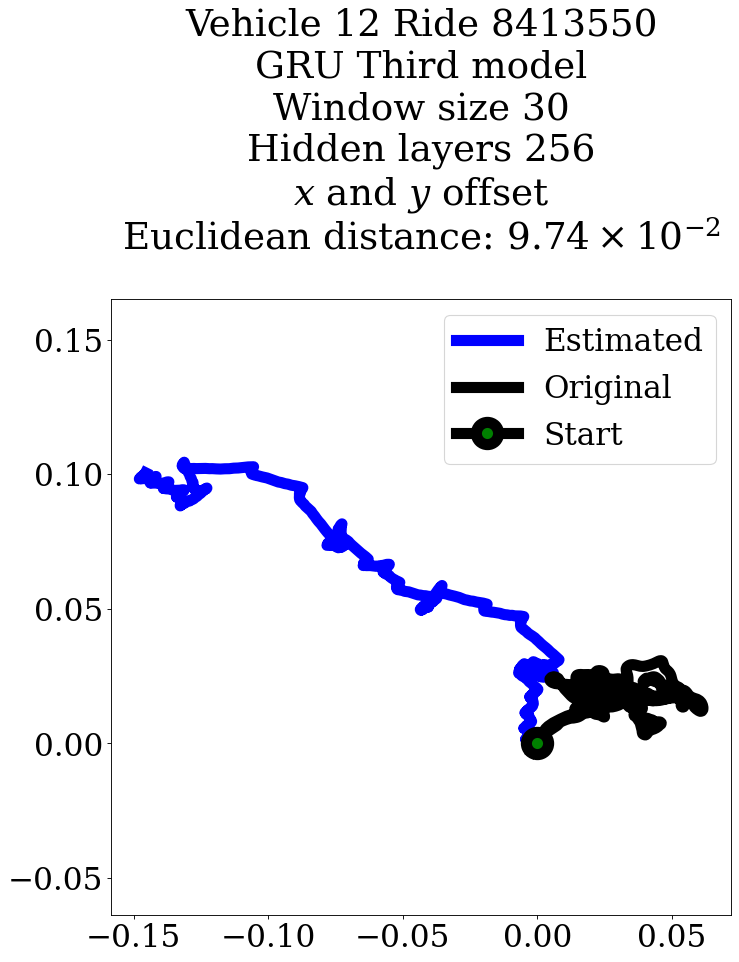 Vehicle 12 Ride 8413550
GRU Third model
Window size 30
Hidden layers 256
x and y offset
Euclidean distance: 9.74 × 10⁻²
Estimated
Original
Start
0.15
0.10
0.05
0.00
−0.05
−0.15 −0.10 −0.05 0.00 0.05